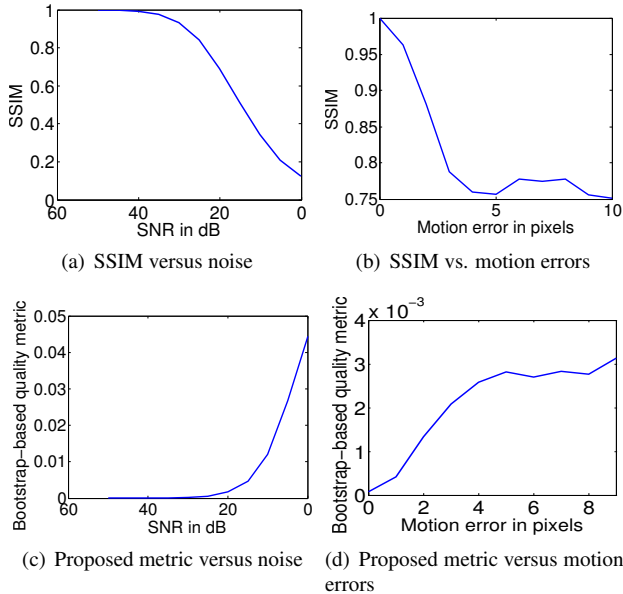 1
0.8
0.6
0.4
0.2
0
60
40
20
0
SSIM
SNR in dB
(a) SSIM versus noise
1
0.95
0.9
0.85
0.8
0.75
0
5
10
SSIM
Motion error in pixels
(b) SSIM vs. motion errors
0.05
0.04
0.03
0.02
0.01
0
60
40
20
0
Bootstrap−based quality metric
SNR in dB
(c) Proposed metric versus noise
x 10−3
4
3
2
1
0
0
2
4
6
8
Bootstrap−based quality metric
Motion error in pixels
(d) Proposed metric versus motion
errors